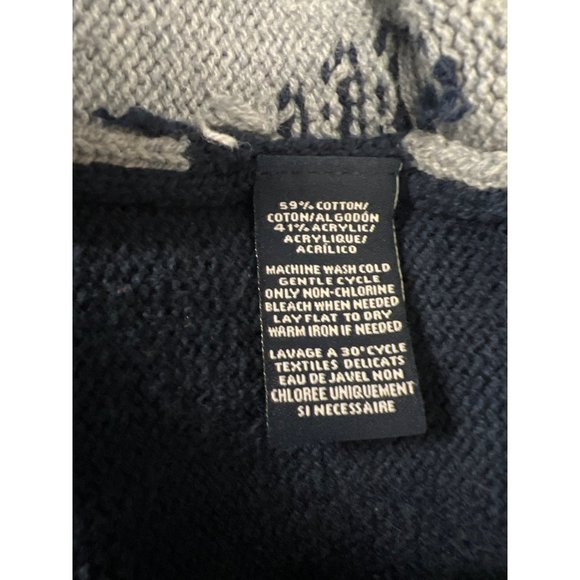 59% COTTON/
COTON/ALGODÓN
41% ACRYLIC/
ACRYLIQUE/
ACRÍLICO
MACHINE WASH COLD
GENTLE CYCLE
ONLY NON-CHLORINE
BLEACH WHEN NEEDED
LAY FLAT TO DRY
WARM IRON IF NEEDED
LAVAGE A 30° CYCLE
TEXTILES DELICATS
EAU DE JAVEL NON
CHLOREE UNIQUEMENT
SI NECESSAIRE